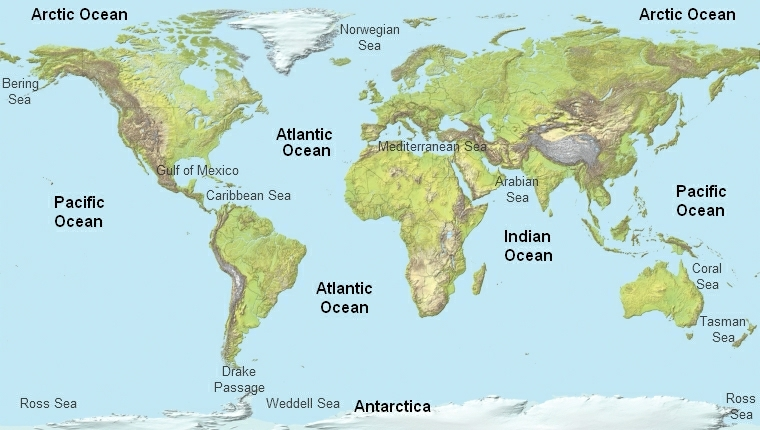 Arctic Ocean
Arctic Ocean
Norwegian
Sea
Bering
Sea
Atlantic
Ocean
Mediterranean Sea
Gulf of Mexico
Caribbean Sea
Arabian
Sea
Pacific
Ocean
Pacific
Ocean
Indian
Ocean
Coral
Sea
Atlantic
Ocean
Tasman
Sea
Drake
Passage
Ross Sea
Weddell Sea
Antarctica
Ross
Sea